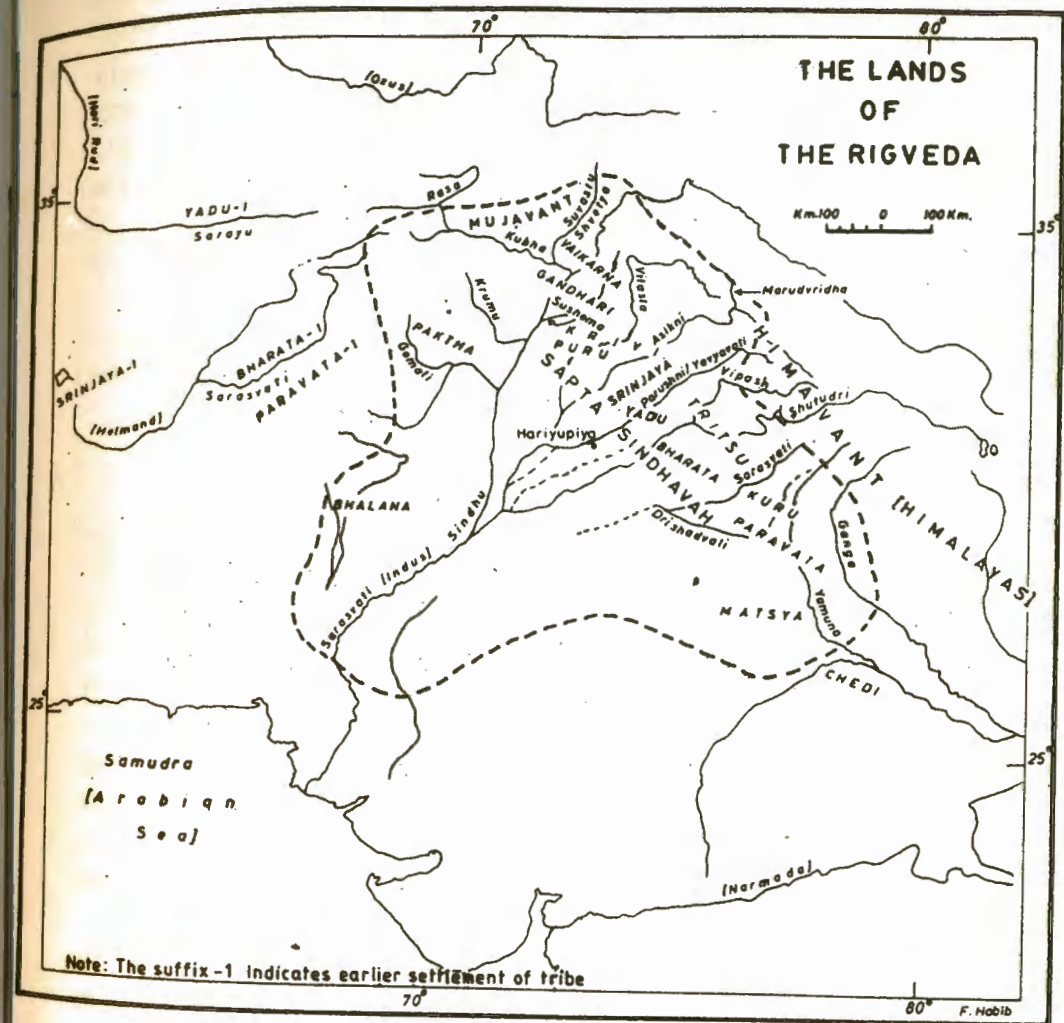 70°
80°
THE LANDS
OF
THE RIGVEDA
Km.100 0 100Km.
[Oxus]
[Hari Rud]
35°
35°
YADU-1
Sarayu
Rasa
MUJAVANT
Suvastu
Shvetya
Kubha
VAIKARNA
GANDHARI
Vitasta
Marudvridha
Krumu
Sushoma
PURU
Asikni
HIMAVANT [HIMALAYAS]
PAKTHA
Gomati
BHARATA-1
Sarasvati
PARAVATA-1
SRINJAYA-1
[Helmand]
SAPTA SINDHAVAH
SRINJAYA
Parushni/Yavyavati
Vipash
Shutudri
YADU
TRITSU
Hariyupiya
BHARATA
Sarasvati
KURU
BHALANA
Sindhu
Drishadvati
PARAVATA
Ganga
Sarasvati [Indus]
MATSYA
Yamuna
CHEDI
25°
25°
Samudra
[Arabian
Sea]
[Narmada]
Note: The suffix-1 Indicates earlier settlement of tribe
70°
80°
F. Habib